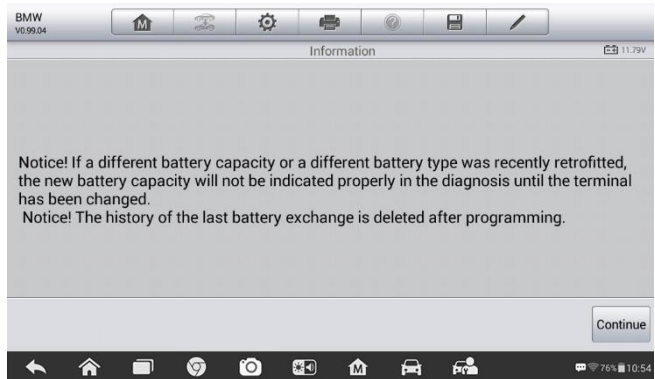 BMW
V0.99.04
M
Information
11.79V
Notice! If a different battery capacity or a different battery type was recently retrofitted,
the new battery capacity will not be indicated properly in the diagnosis until the terminal
has been changed.
Notice! The history of the last battery exchange is deleted after programming.
Continue
M
76% 10:54